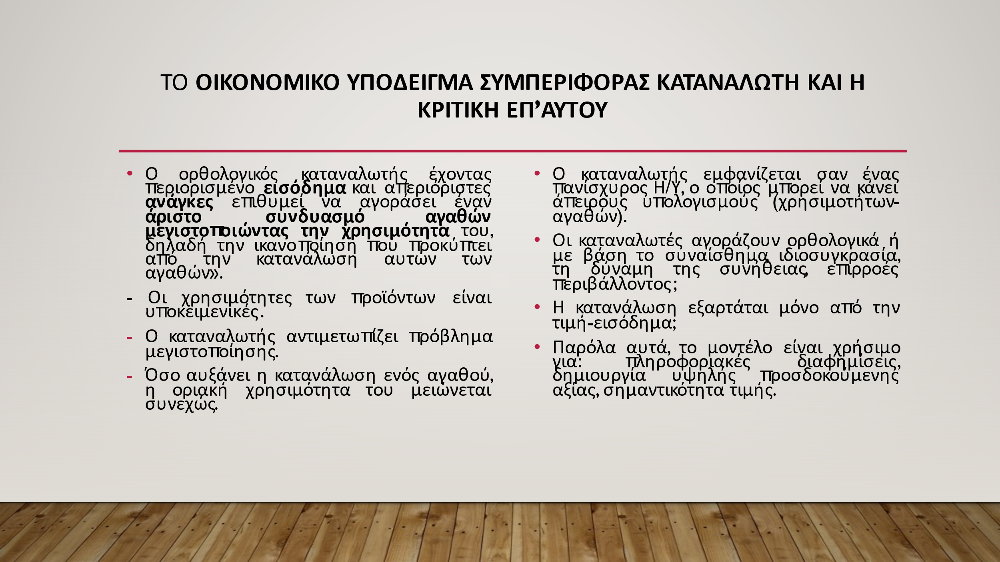 ΤΟ ΟΙΚΟΝΟΜΙΚΟ ΥΠΟΔΕΙΓΜΑ ΣΥΜΠΕΡΙΦΟΡΑΣ ΚΑΤΑΝΑΛΩΤΗ ΚΑΙ Η
ΚΡΙΤΙΚΗ ΕΠ’ΑΥΤΟΥ
• Ο ορθολογικός καταναλωτής έχοντας
περιορισμένο εισόδημα και απεριόριστες
ανάγκες επιθυμεί να αγοράσει έναν
άριστο συνδυασμό αγαθών
μεγιστοποιώντας την χρησιμότητα του,
δηλαδή την ικανοποίηση που προκύπτει
από την κατανάλωση αυτών των
αγαθών».
- Οι χρησιμότητες των προϊόντων είναι
υποκειμενικές.
- Ο καταναλωτής αντιμετωπίζει πρόβλημα
μεγιστοποίησης.
- Όσο αυξάνει η κατανάλωση ενός αγαθού,
η οριακή χρησιμότητα του μειώνεται
συνεχώς.
• Ο καταναλωτής εμφανίζεται σαν ένας
πανίσχυρος Η/Υ, ο οποίος μπορεί να κάνει
άπειρους υπολογισμούς (χρησιμοτήτων-
αγαθών).
• Οι καταναλωτές αγοράζουν ορθολογικά ή
με βάση το συναίσθημα, ιδιοσυγκρασία,
τη δύναμη της συνήθειας, επιρροές
περιβάλλοντος;
• Η κατανάλωση εξαρτάται μόνο από την
τιμή-εισόδημα;
• Παρόλα αυτά, το μοντέλο είναι χρήσιμο
για: πληροφοριακές διαφημίσεις,
δημιουργία υψηλής προσδοκούμενης
αξίας, σημαντικότητα τιμής.